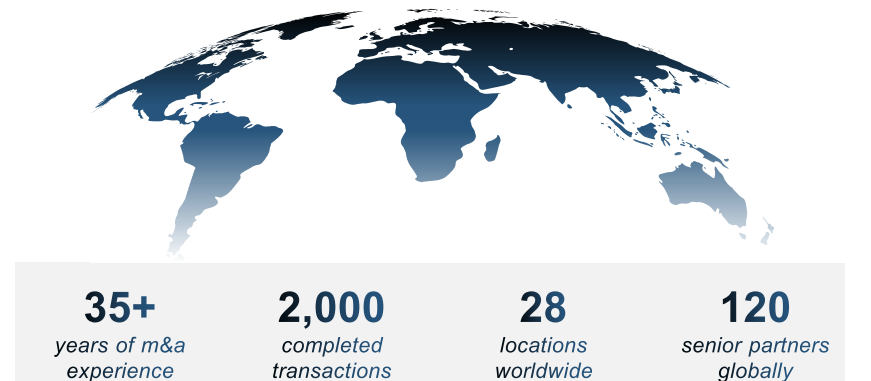 35+ 2,000 28 120
years of m&a completed locations senior partners
experience transactions worldwide globally